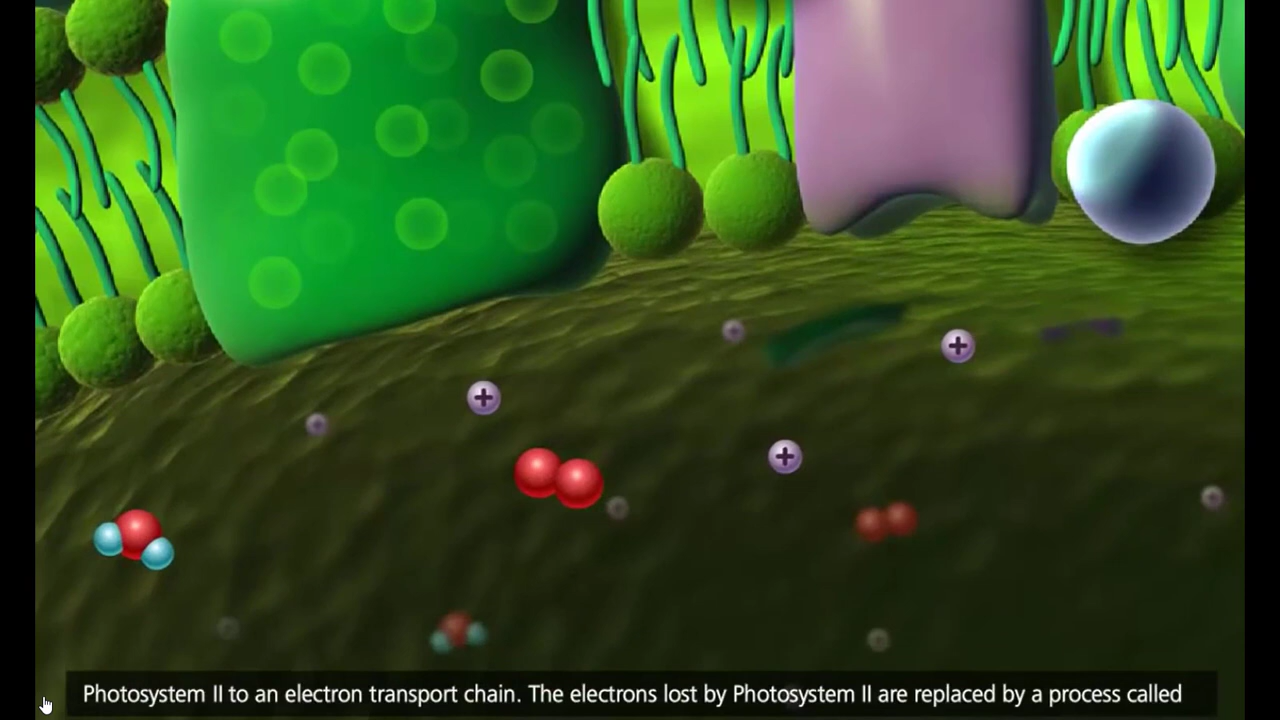 Photosystem II to an electron transport chain. The electrons lost by Photosystem II are replaced by a process called